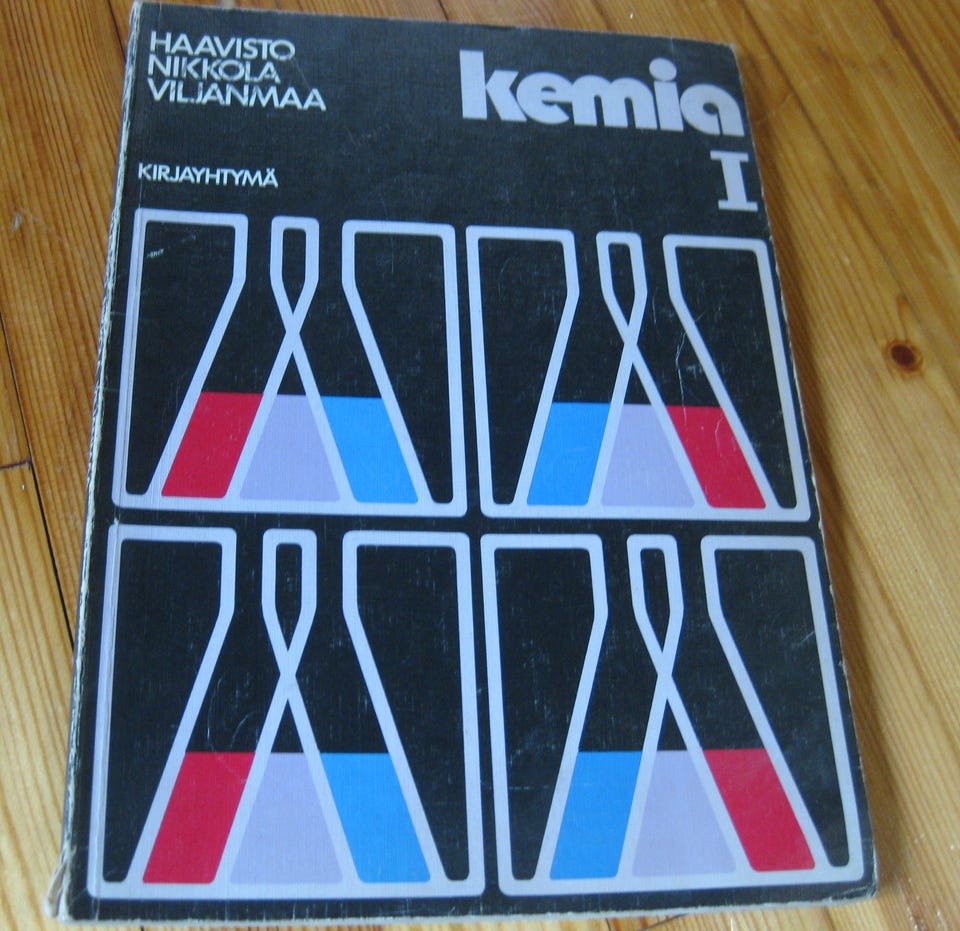 HAAVISTO
NIKKOLA
VILJANMAA
kemia
I
KIRJAYHTYMÄ